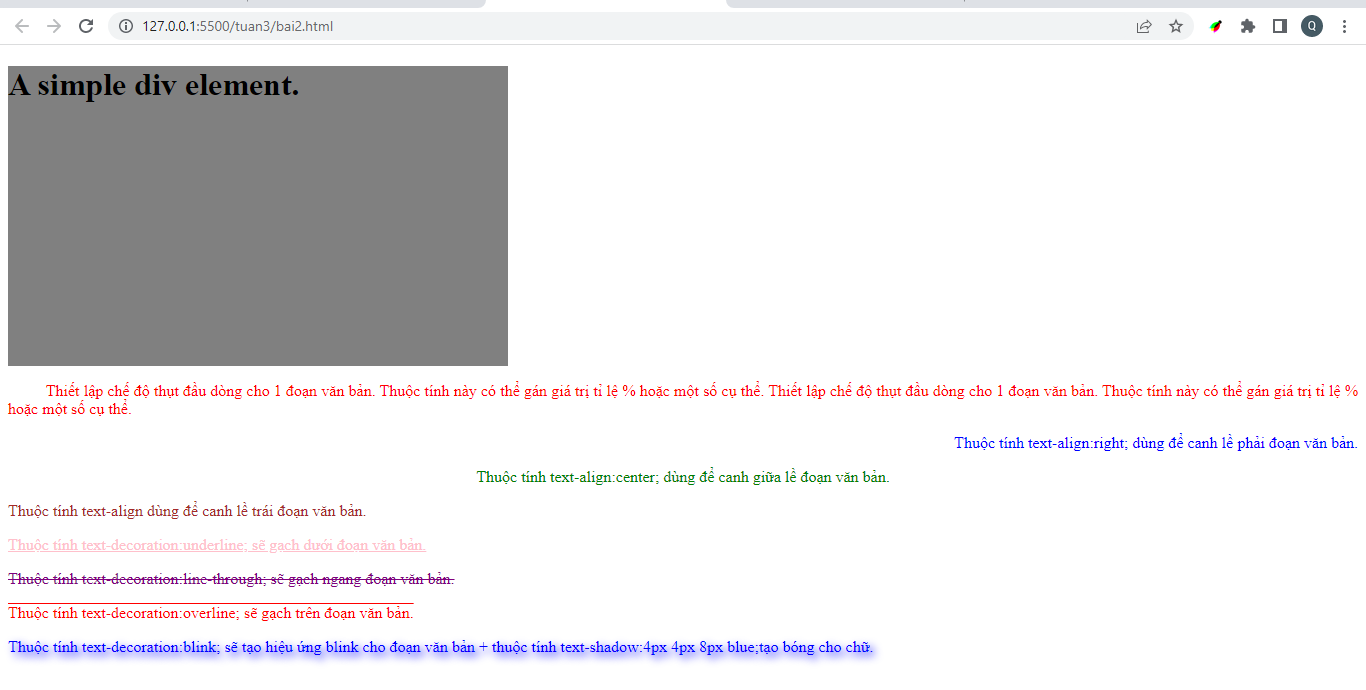 127.0.0.1:5500/tuan3/bai2.html
Q
A simple div element.
Thiết lập chế độ thụt đầu dòng cho 1 đoạn văn bản. Thuộc tính này có thể gán giá trị tỉ lệ % hoặc một số cụ thể. Thiết lập chế độ thụt đầu dòng cho 1 đoạn văn bản. Thuộc tính này có thể gán giá trị tỉ lệ %
hoặc một số cụ thể.
Thuộc tính text-align:right; dùng để canh lề phải đoạn văn bản.
Thuộc tính text-align:center; dùng để canh giữa lề đoạn văn bản.
Thuộc tính text-align dùng để canh lề trái đoạn văn bản.
Thuộc tính text-decoration:underline; sẽ gạch dưới đoạn văn bản.
Thuộc tính text-decoration:line-through; sẽ gạch ngang đoạn văn bản.
Thuộc tính text-decoration:overline; sẽ gạch trên đoạn văn bản.
Thuộc tính text-decoration:blink; sẽ tạo hiệu ứng blink cho đoạn văn bản + thuộc tính text-shadow:4px 4px 8px blue;tạo bóng cho chữ.